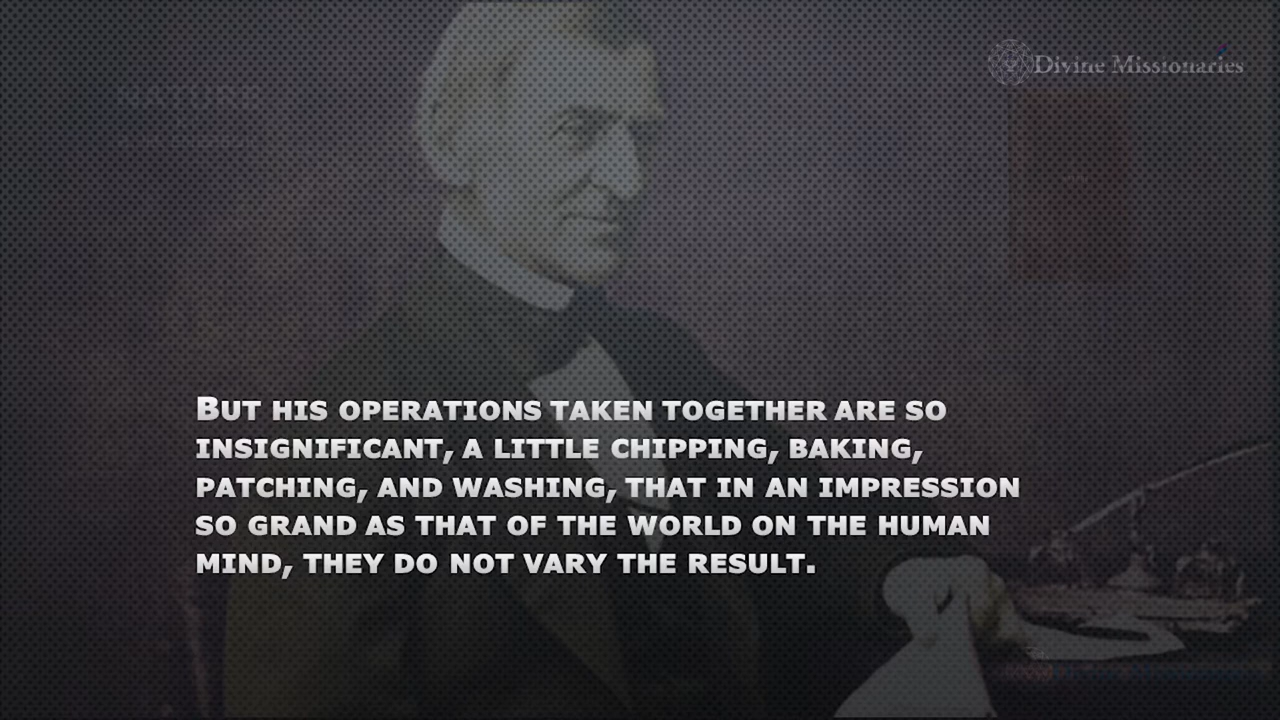 Divine Missionaries
But his operations taken together are so
insignificant, a little chipping, baking,
patching, and washing, that in an impression
so grand as that of the world on the human
mind, they do not vary the result.